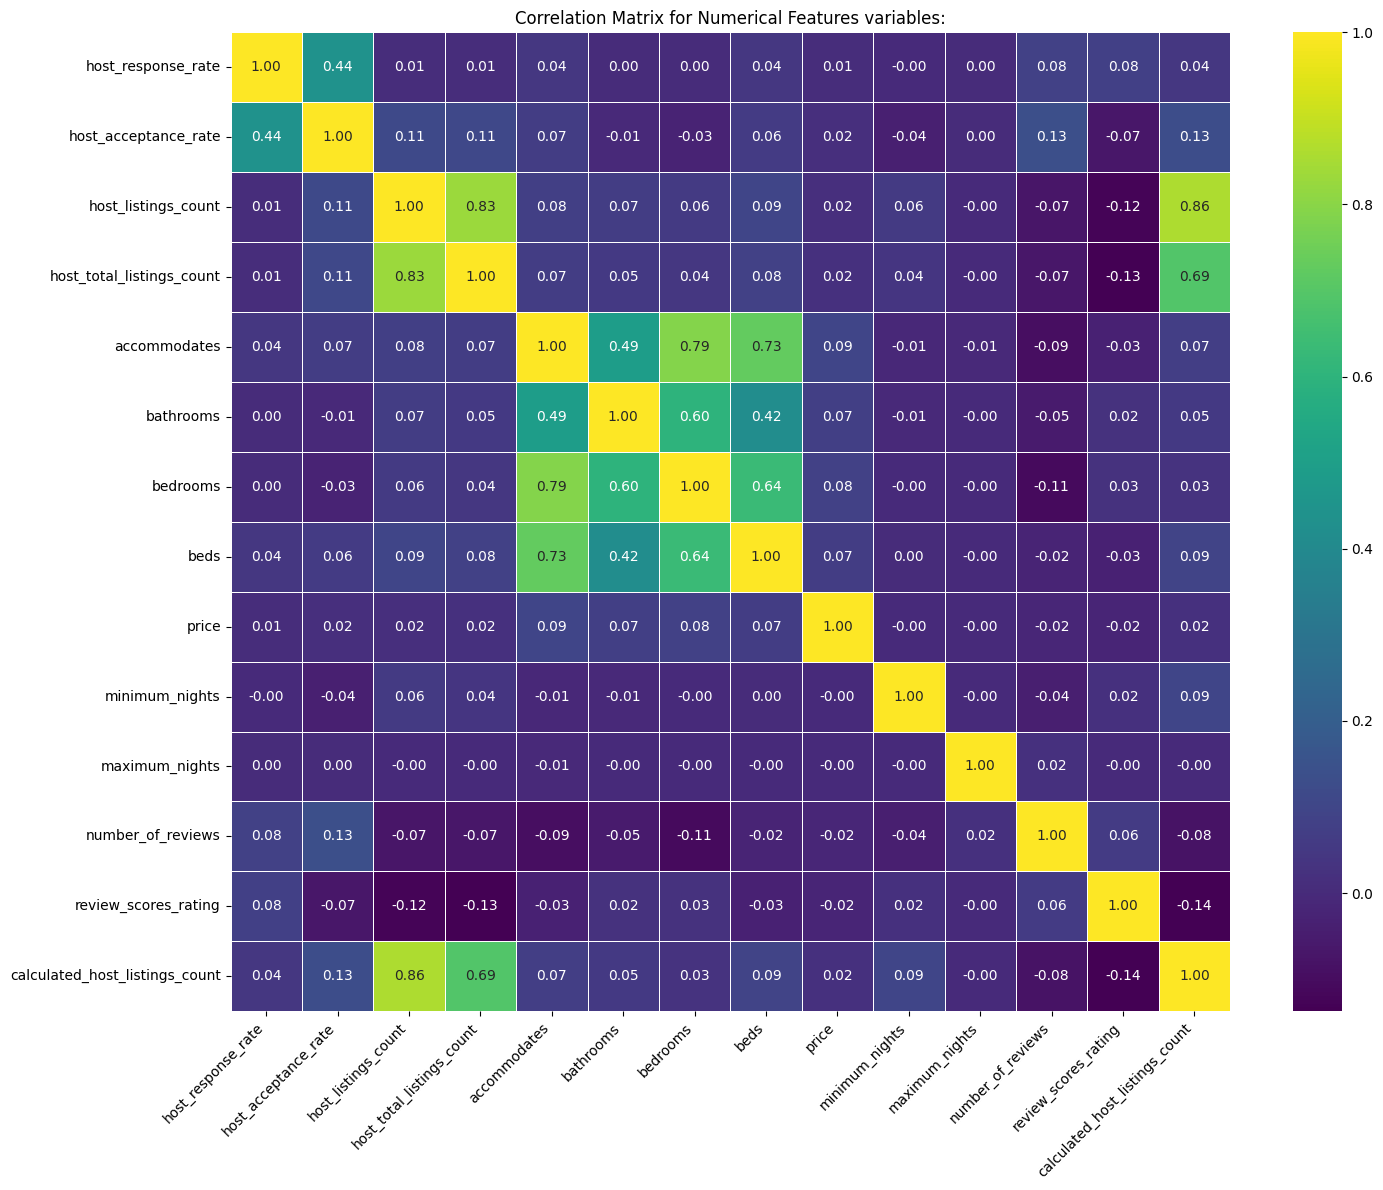 Correlation Matrix for Numerical Features variables:
host_response_rate 1.00 0.44 0.01 0.01 0.04 0.00 0.00 0.04 0.01 -0.00 0.00 0.08 0.08 0.04
host_acceptance_rate 0.44 1.00 0.11 0.11 0.07 -0.01 -0.03 0.06 0.02 -0.04 0.00 0.13 -0.07 0.13
host_listings_count 0.01 0.11 1.00 0.83 0.08 0.07 0.06 0.09 0.02 0.06 -0.00 -0.07 -0.12 0.86
host_total_listings_count 0.01 0.11 0.83 1.00 0.07 0.05 0.04 0.08 0.02 0.04 -0.00 -0.07 -0.13 0.69
accommodates 0.04 0.07 0.08 0.07 1.00 0.49 0.79 0.73 0.09 -0.01 -0.01 -0.09 -0.03 0.07
bathrooms 0.00 -0.01 0.07 0.05 0.49 1.00 0.60 0.42 0.07 -0.01 -0.00 -0.05 0.02 0.05
bedrooms 0.00 -0.03 0.06 0.04 0.79 0.60 1.00 0.64 0.08 -0.00 -0.00 -0.11 0.03 0.03
beds 0.04 0.06 0.09 0.08 0.73 0.42 0.64 1.00 0.07 0.00 -0.00 -0.02 -0.03 0.09
price 0.01 0.02 0.02 0.02 0.09 0.07 0.08 0.07 1.00 -0.00 -0.00 -0.02 -0.02 0.02
minimum_nights -0.00 -0.04 0.06 0.04 -0.01 -0.01 -0.00 0.00 -0.00 1.00 -0.00 -0.04 0.02 0.09
maximum_nights 0.00 0.00 -0.00 -0.00 -0.01 -0.00 -0.00 -0.00 -0.00 -0.00 1.00 0.02 -0.00 -0.00
number_of_reviews 0.08 0.13 -0.07 -0.07 -0.09 -0.05 -0.11 -0.02 -0.02 -0.04 0.02 1.00 0.06 -0.08
review_scores_rating 0.08 -0.07 -0.12 -0.13 -0.03 0.02 0.03 -0.03 -0.02 0.02 -0.00 0.06 1.00 -0.14
calculated_host_listings_count 0.04 0.13 0.86 0.69 0.07 0.05 0.03 0.09 0.02 0.09 -0.00 -0.08 -0.14 1.00
host_response_rate
host_acceptance_rate
host_listings_count
host_total_listings_count
accommodates
bathrooms
bedrooms
beds
price
minimum_nights
maximum_nights
number_of_reviews
review_scores_rating
calculated_host_listings_count
1.0
0.8
0.6
0.4
0.2
0.0